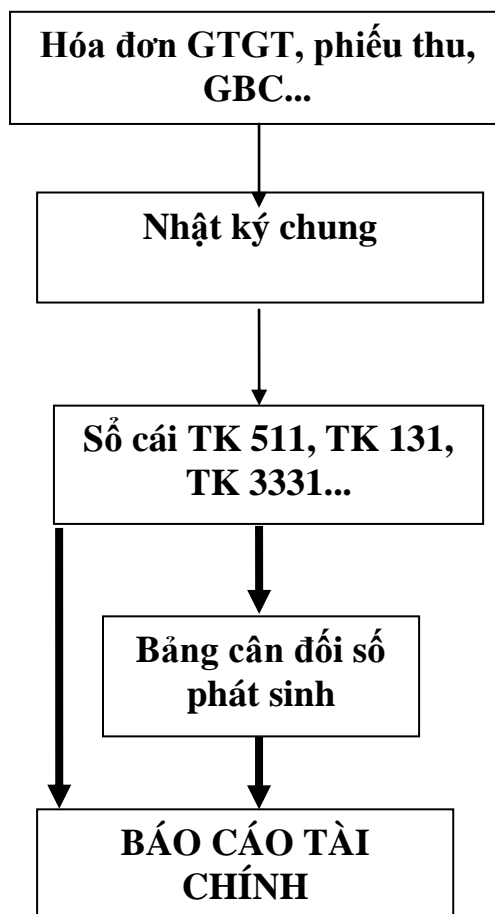 Hóa đơn GTGT, phiếu thu,
GBC...
Nhật ký chung
Sổ cái TK 511, TK 131,
TK 3331...
Bảng cân đối số
phát sinh
BÁO CÁO TÀI
CHÍNH